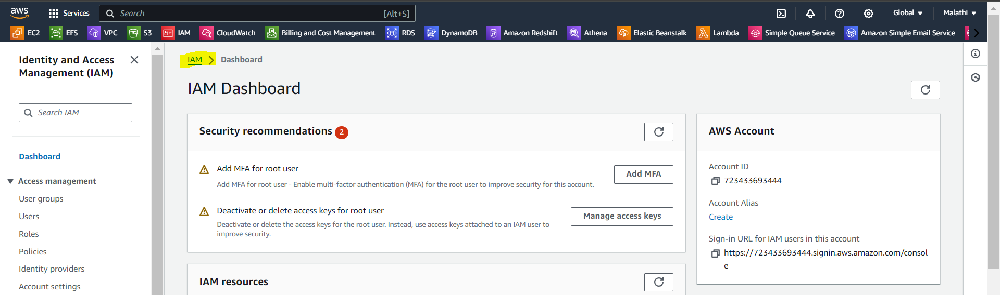 aws
Services
Search
[Alt+S]
Global
Malathi
EC2
EFS
VPC
S3
IAM
CloudWatch
Billing and Cost Management
RDS
DynamoDB
Amazon Redshift
Athena
Elastic Beanstalk
Lambda
Simple Queue Service
Amazon Simple Email Service
Identity and Access
Management (IAM)
Search IAM
Dashboard
Access management
User groups
Users
Roles
Policies
Identity providers
Account settings
IAM
Dashboard
IAM Dashboard
Security recommendations 2
Add MFA for root user
Add MFA for root user - Enable multi-factor authentication (MFA) for the root user to improve security for this account.
Add MFA
Deactivate or delete access keys for root user
Deactivate or delete the access keys for the root user. Instead, use access keys attached to an IAM user to
improve security.
Manage access keys
IAM resources
AWS Account
Account ID
723433693444
Account Alias
Create
Sign-in URL for IAM users in this account
https://723433693444.signin.aws.amazon.com/consol
e